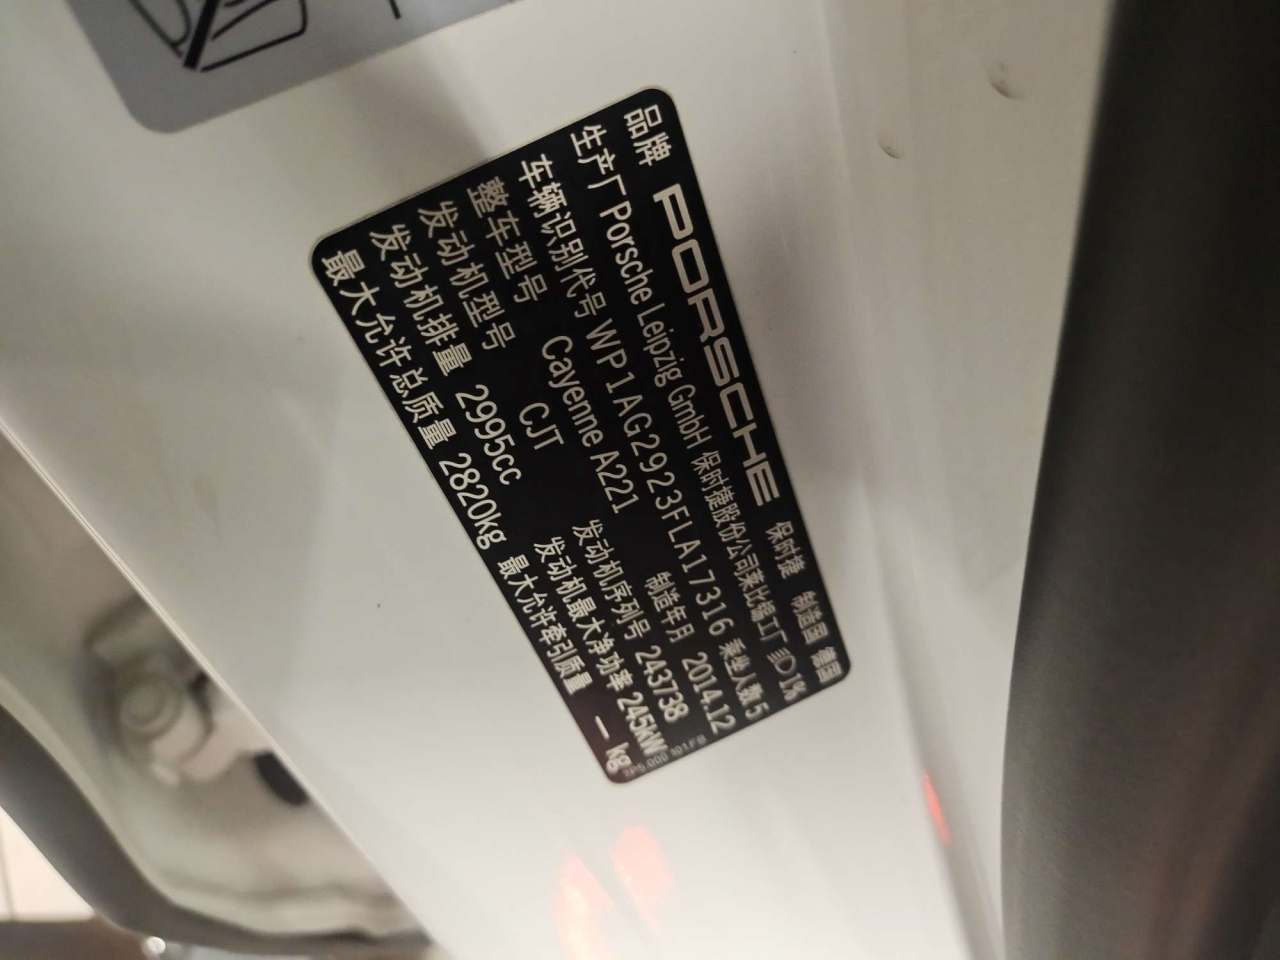 品牌 PORSCHE 保时捷 制造国 德国
生产厂 Porsche Leipzig GmbH 保时捷股份公司莱比锡工厂 1%
车辆识别代号 WP1AG2923FLA17316 乘坐人数 5
整车型号 Cayenne A221 制造年月 2014.12
发动机型号 CJT 发动机序列号 243738
发动机排量 2995cc 发动机最大净功率 245kW
最大允许总质量 2820kg 最大允许牵引质量 — kg